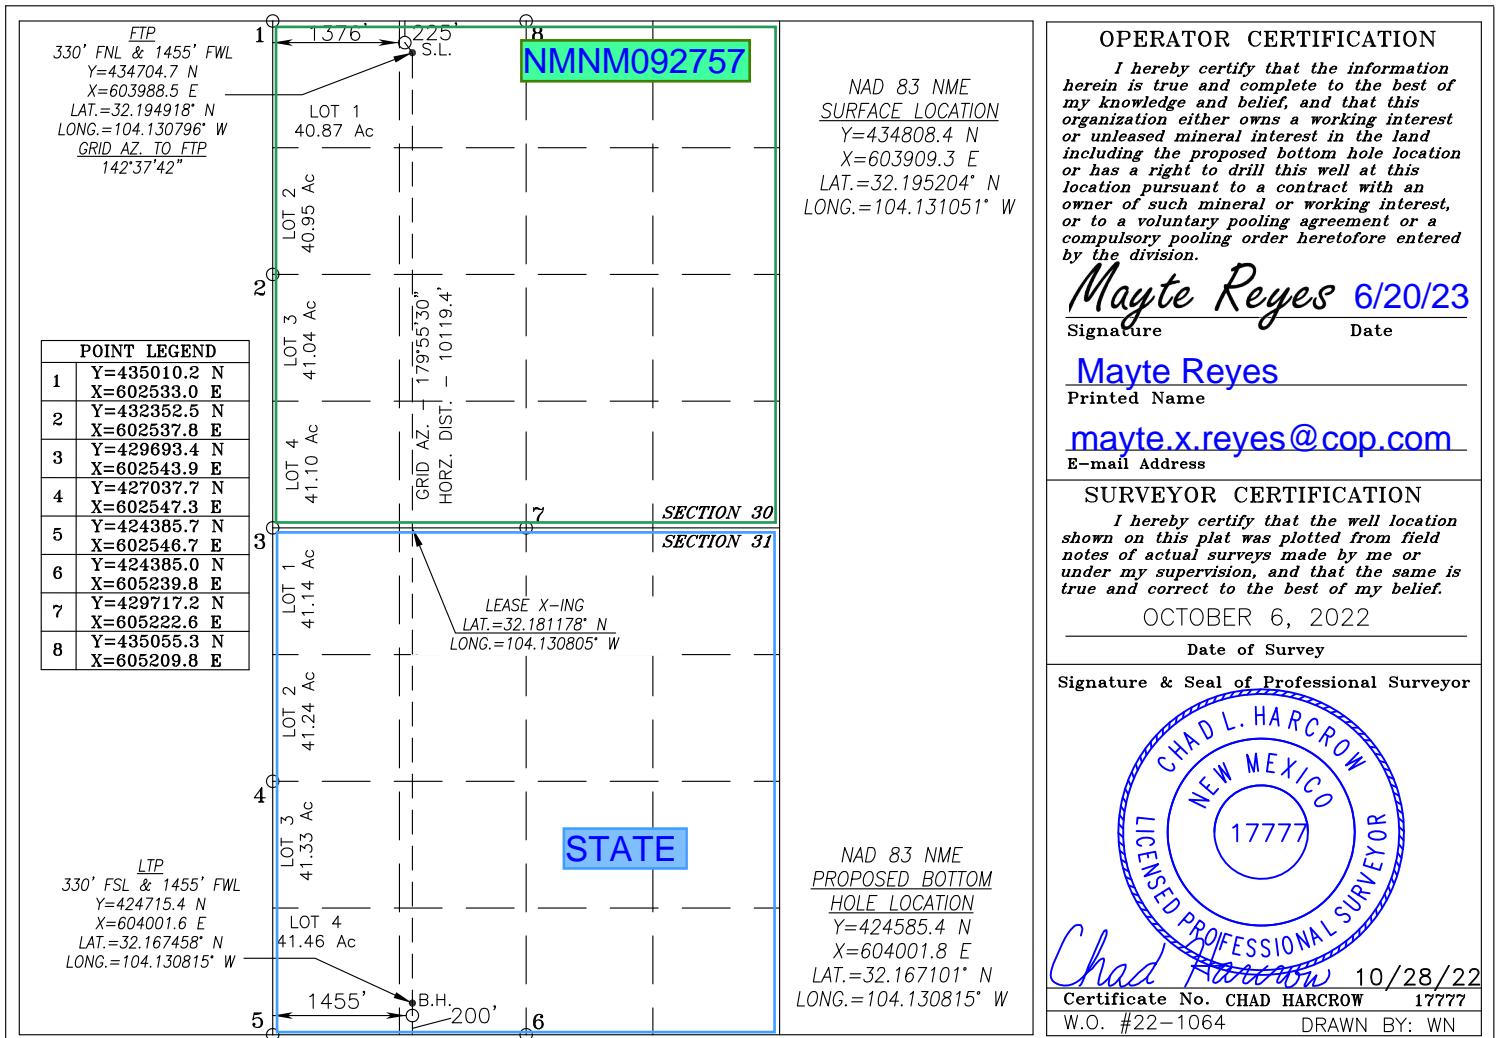 FTP
330' FNL & 1455' FWL
Y=434704.7 N
X=603988.5 E
LAT.=32.194918° N
LONG.=104.130796° W
GRID AZ. TO FTP
142°37'42"
1
1376'
225'
8
S.L.
NMNM092757
LOT 1
40.87 Ac
LOT 2
40.95 Ac
2
LOT 3
41.04 Ac
LOT 4
41.10 Ac
GRID AZ. - 179°55'30"
HORZ. DIST. - 10119.4'
SECTION 30
7
3
SECTION 31
POINT LEGEND
1 Y=435010.2 N
X=602533.0 E
2 Y=432352.5 N
X=602537.8 E
3 Y=429693.4 N
X=602543.9 E
4 Y=427037.7 N
X=602547.3 E
5 Y=424385.7 N
X=602546.7 E
6 Y=424385.0 N
X=605239.8 E
7 Y=429717.2 N
X=605222.6 E
8 Y=435055.3 N
X=605209.8 E
LOT 1
41.14 Ac
LEASE X-ING
LAT.=32.181178° N
LONG.=104.130805° W
LOT 2
41.24 Ac
4
LOT 3
41.33 Ac
STATE
LOT 4
41.46 Ac
LTP
330' FSL & 1455' FWL
Y=424715.4 N
X=604001.6 E
LAT.=32.167458° N
LONG.=104.130815° W
1455'
B.H.
200'
5
6
NAD 83 NME
SURFACE LOCATION
Y=434808.4 N
X=603909.3 E
LAT.=32.195204° N
LONG.=104.131051° W
NAD 83 NME
PROPOSED BOTTOM
HOLE LOCATION
Y=424585.4 N
X=604001.8 E
LAT.=32.167101° N
LONG.=104.130815° W
OPERATOR CERTIFICATION
I hereby certify that the information
herein is true and complete to the best of
my knowledge and belief, and that this
organization either owns a working interest
or unleased mineral interest in the land
including the proposed bottom hole location
or has a right to drill this well at this
location pursuant to a contract with an
owner of such mineral or working interest,
or to a voluntary pooling agreement or a
compulsory pooling order heretofore entered
by the division.
Mayte Reyes 6/20/23
Signature Date
Mayte Reyes
Printed Name
mayte.x.reyes@cop.com
E-mail Address
SURVEYOR CERTIFICATION
I hereby certify that the well location
shown on this plat was plotted from field
notes of actual surveys made by me or
under my supervision, and that the same is
true and correct to the best of my belief.
OCTOBER 6, 2022
Date of Survey
Signature & Seal of Professional Surveyor
CHAD L. HARCROW
NEW MEXICO
17777
LICENSED PROFESSIONAL SURVEYOR
Chad Harcrow 10/28/22
Certificate No. CHAD HARCROW 17777
W.O. #22-1064 DRAWN BY: WN